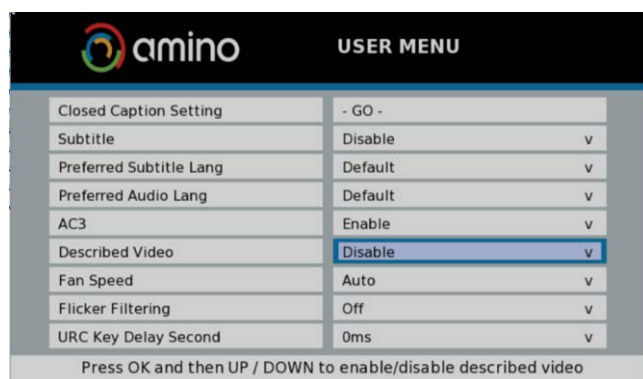 amino
USER MENU
Closed Caption Setting - GO -
Subtitle Disable v
Preferred Subtitle Lang Default v
Preferred Audio Lang Default v
AC3 Enable v
Described Video Disable v
Fan Speed Auto v
Flicker Filtering Off v
URC Key Delay Second 0ms v
Press OK and then UP / DOWN to enable/disable described video